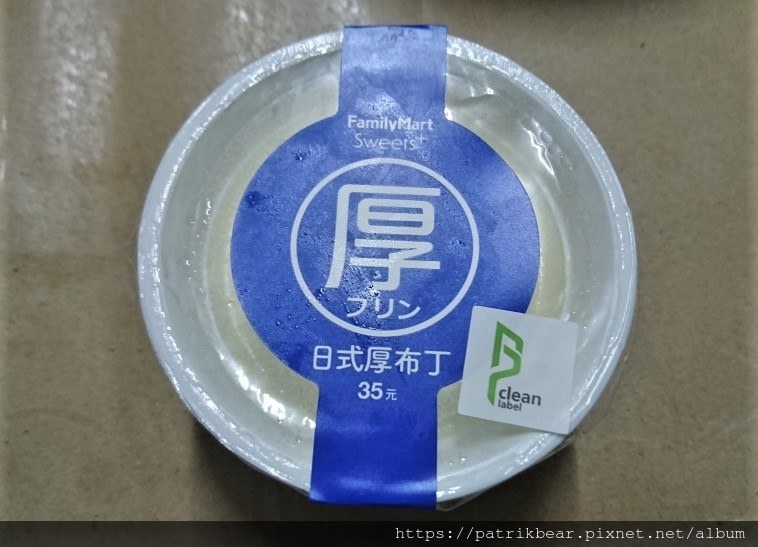 FamilyMart
Sweets+
厚
プリン
日式厚布丁
35元
clean
label
https://patrikbear.pixnet.net/album